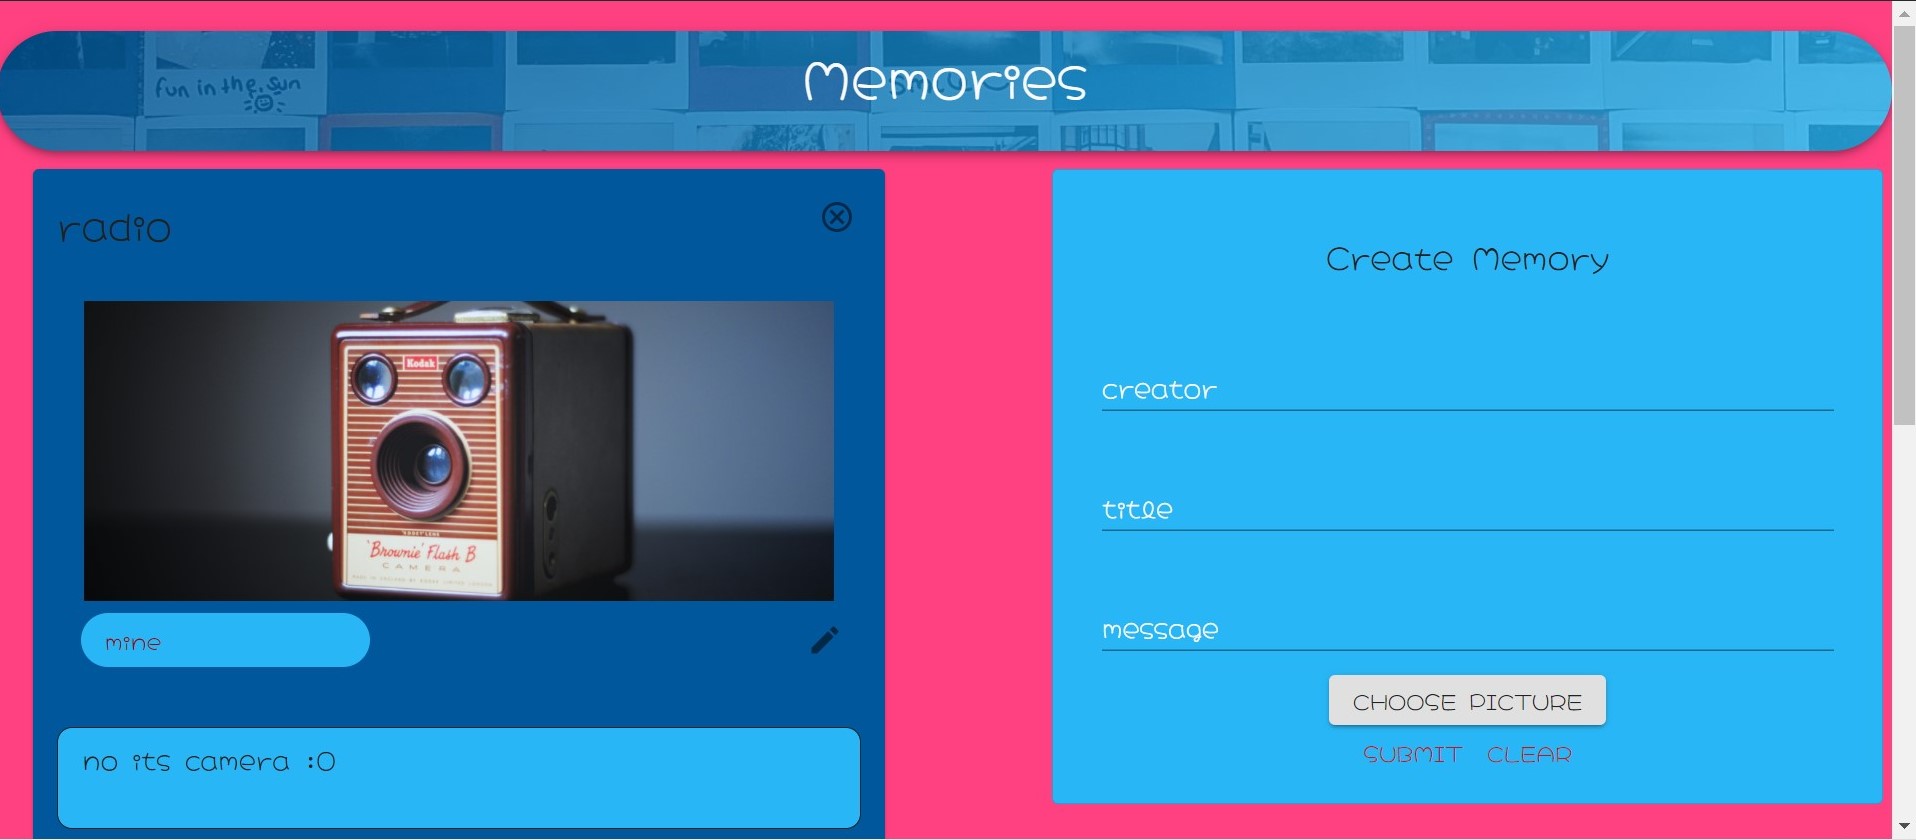 fun in the sun
Memories
radio
Kodak
'Brownie' Flash B
CAMERA
mine
no its camera :O
Create Memory
creator
title
message
CHOOSE PICTURE
SUBMIT CLEAR